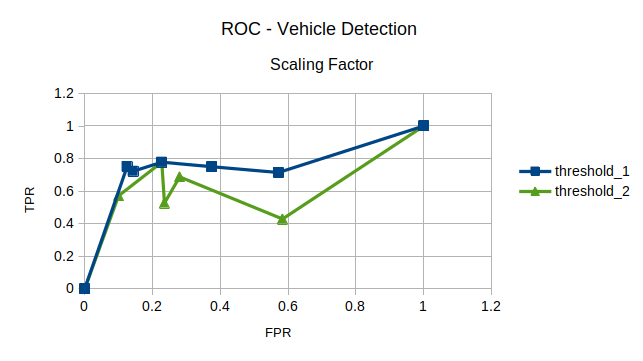 ROC - Vehicle Detection
Scaling Factor
TPR
1.2
1
0.8
0.6
0.4
0.2
0
0 0.2 0.4 0.6 0.8 1 1.2
FPR
threshold_1
threshold_2